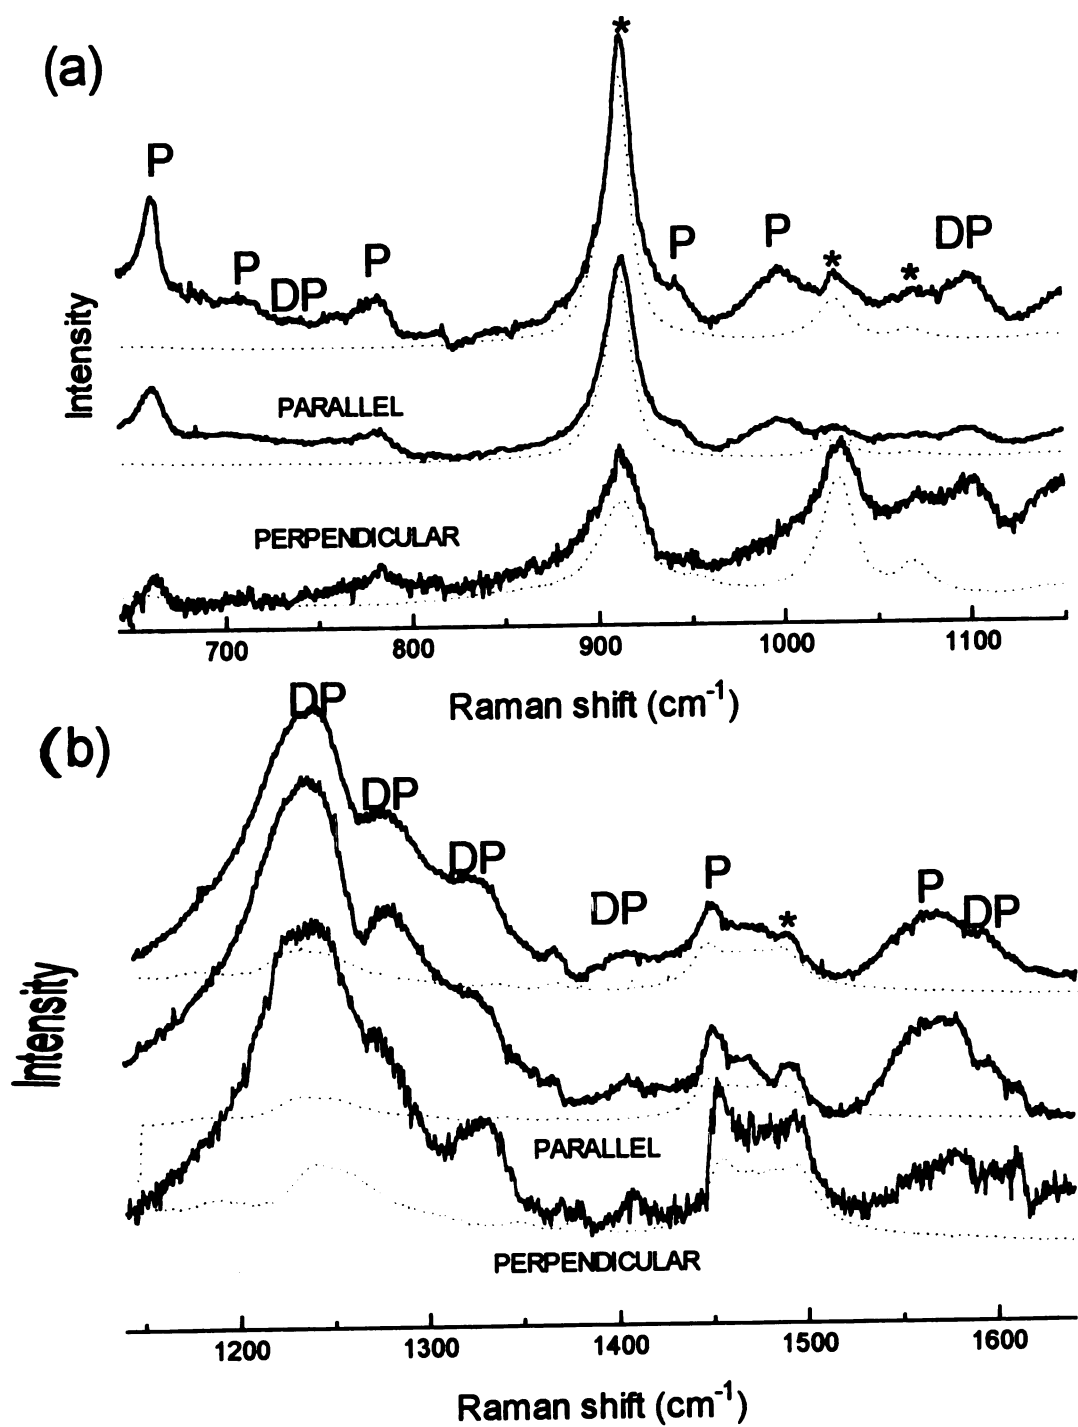 (a)
*
P
P
DP
P
P
P
*
*
DP
Intensity
PARALLEL
PERPENDICULAR
700 800 900 1000 1100
Raman shift (cm-1)
(b)
DP
DP
DP
DP
P
*
P
DP
Intensity
PARALLEL
PERPENDICULAR
1200 1300 1400 1500 1600
Raman shift (cm-1)